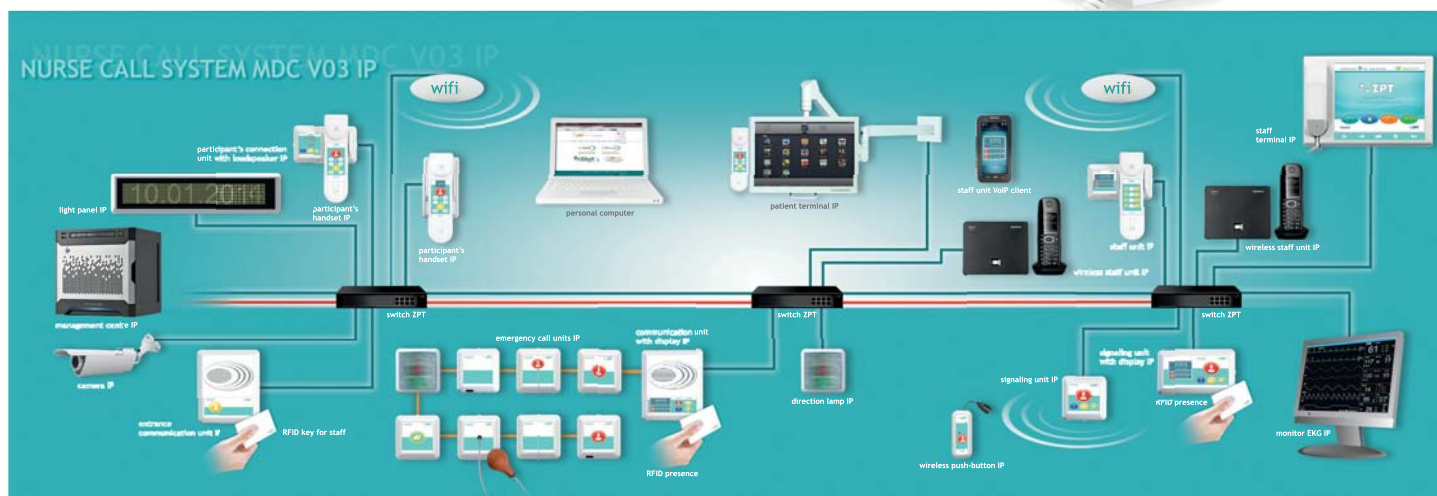 NURSE CALL SYSTEM MDC V03 IP
wifi
wifi
ZPT
participant's connection
unit with loudspeaker IP
10.01.2014
light panel IP
participant's
handset IP
participant's
handset IP
personal computer
patient terminal IP
staff unit VoIP client
staff
terminal IP
staff unit IP
wireless staff unit IP
wireless staff unit IP
management centre IP
switch ZPT
switch ZPT
switch ZPT
camera IP
emergency call units IP
communication unit
with display IP
direction lamp IP
signaling unit IP
signaling unit
with display IP
RFID presence
monitor EKG IP
entrance
communication unit IP
RFID key for staff
RFID presence
wireless push-button IP
61